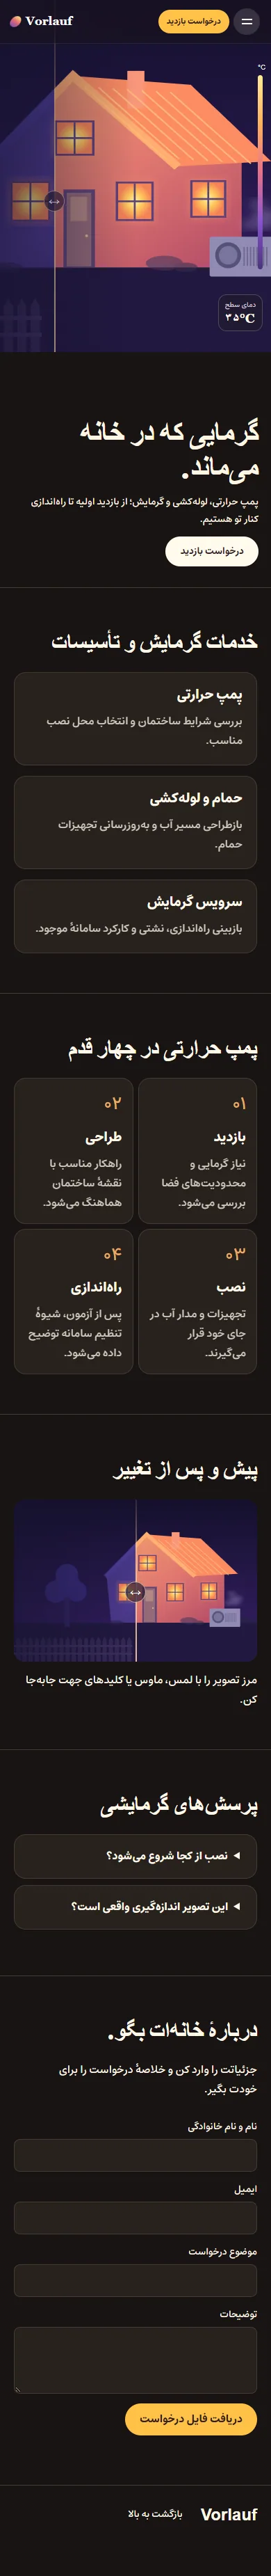 Vorlauf
درخواست بازدید
°C
دمای سطح
۳۵°C
گرمایی که در خانه
می‌ماند.
پمپ حرارتی، لوله‌کشی و گرمایش؛ از بازدید اولیه تا راه‌اندازی
کنار تو هستیم.
درخواست بازدید
خدمات گرمایش و تأسیسات
پمپ حرارتی
بررسی شرایط ساختمان و انتخاب محل نصب
مناسب.
حمام و لوله‌کشی
بازطراحی مسیر آب و به‌روزرسانی تجهیزات
حمام.
سرویس گرمایش
بازبینی راه‌اندازی، نشتی و کارکرد سامانهٔ موجود.
پمپ حرارتی در چهار قدم
۰۱
بازدید
نیاز گرمایی و
محدودیت‌های فضا
بررسی می‌شود.
۰۲
طراحی
راهکار مناسب با
نقشهٔ ساختمان
هماهنگ می‌شود.
۰۳
نصب
تجهیزات و مدار آب در
جای خود قرار
می‌گیرند.
۰۴
راه‌اندازی
پس از آزمون، شیوهٔ
تنظیم سامانه توضیح
داده می‌شود.
پیش و پس از تغییر
مرز تصویر را با لمس، ماوس یا کلیدهای جهت جابه‌جا
کن.
پرسش‌های گرمایشی
نصب از کجا شروع می‌شود؟
این تصویر اندازه‌گیری واقعی است؟
دربارهٔ خانه‌ات بگو.
جزئیاتت را وارد کن و خلاصهٔ درخواست را برای
خودت بگیر.
نام و نام خانوادگی
ایمیل
موضوع درخواست
توضیحات
دریافت فایل درخواست
Vorlauf
بازگشت به بالا